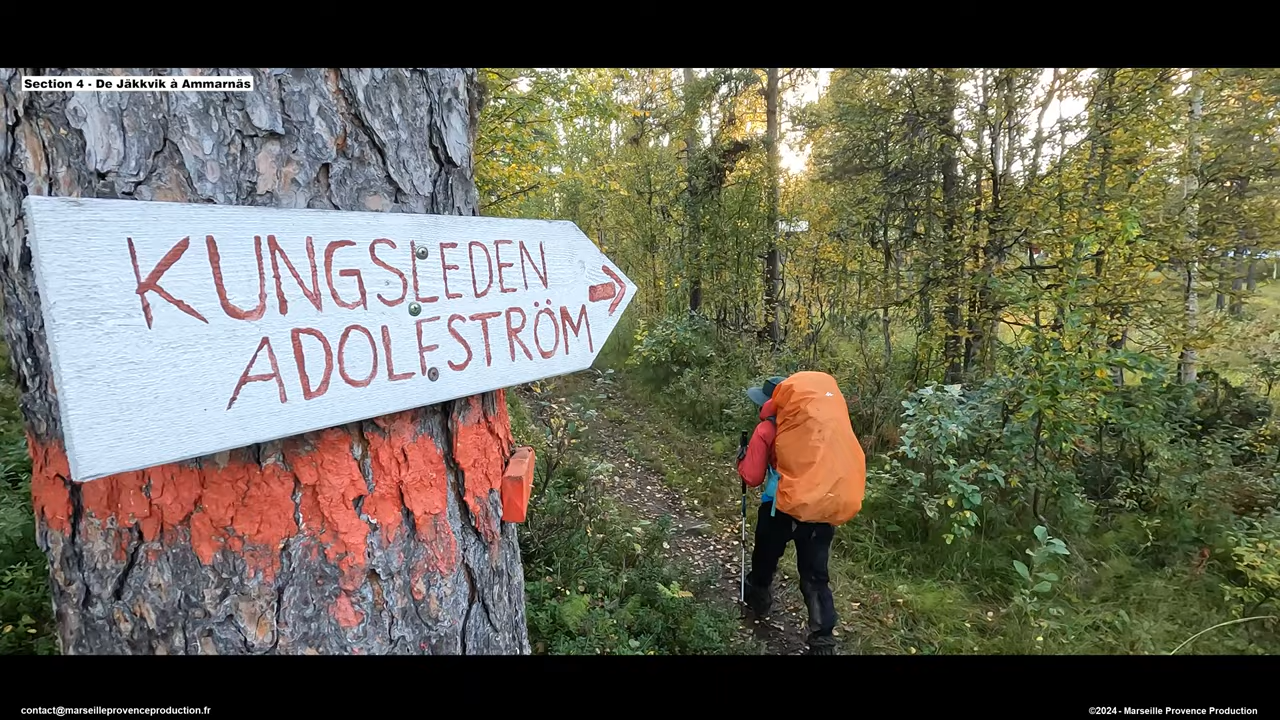 Section 4 - De Jäkkvik à Ammarnäs
KUNGSLEDEN
ADOLFSTRÖM
contact@marseilleprovenceproduction.fr
©2024 - Marseille Provence Production